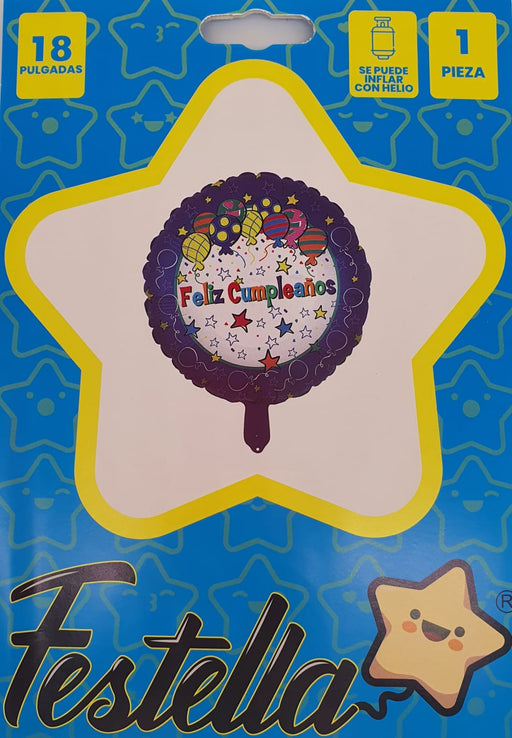 18
PULGADAS
SE PUEDE
INFLAR
CON HELIO
1
PIEZA
Feliz Cumpleaños
Festella
®